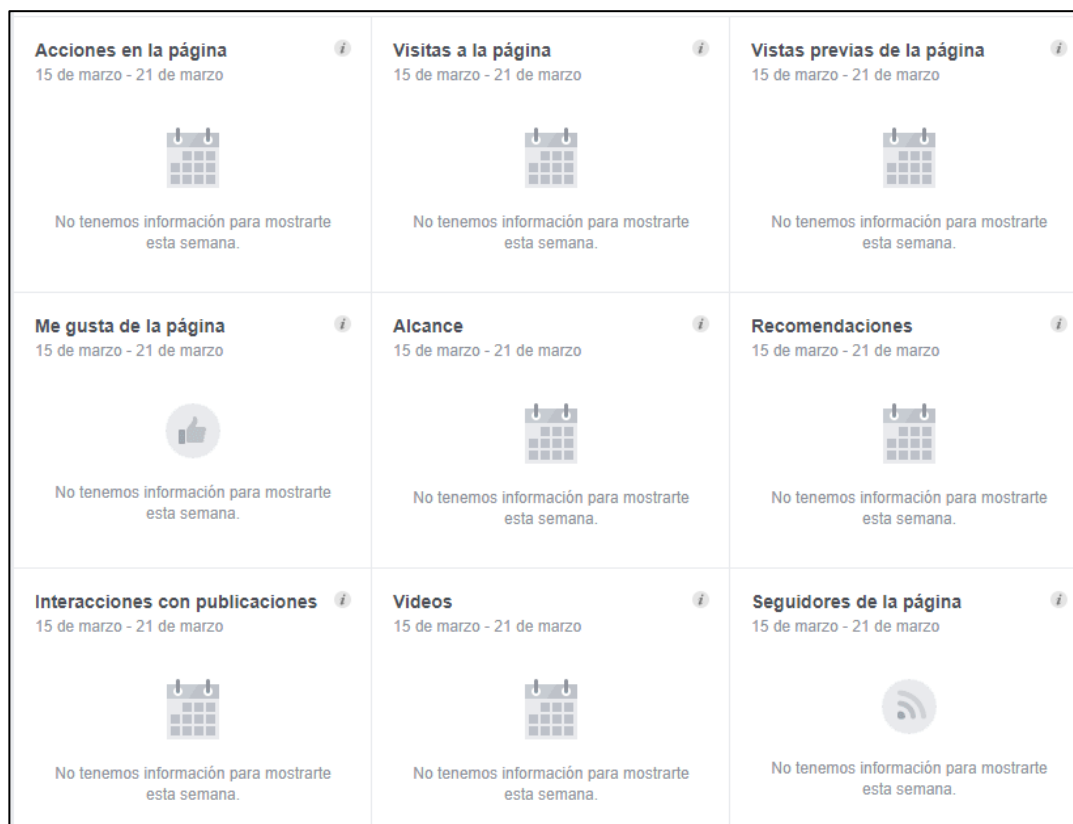 Acciones en la página
15 de marzo - 21 de marzo
No tenemos información para mostrarte
esta semana.
Visitas a la página
15 de marzo - 21 de marzo
No tenemos información para mostrarte
esta semana.
Vistas previas de la página
15 de marzo - 21 de marzo
No tenemos información para mostrarte
esta semana.
Me gusta de la página
15 de marzo - 21 de marzo
No tenemos información para mostrarte
esta semana.
Alcance
15 de marzo - 21 de marzo
No tenemos información para mostrarte
esta semana.
Recomendaciones
15 de marzo - 21 de marzo
No tenemos información para mostrarte
esta semana.
Interacciones con publicaciones
15 de marzo - 21 de marzo
No tenemos información para mostrarte
esta semana.
Videos
15 de marzo - 21 de marzo
No tenemos información para mostrarte
esta semana.
Seguidores de la página
15 de marzo - 21 de marzo
No tenemos información para mostrarte
esta semana.